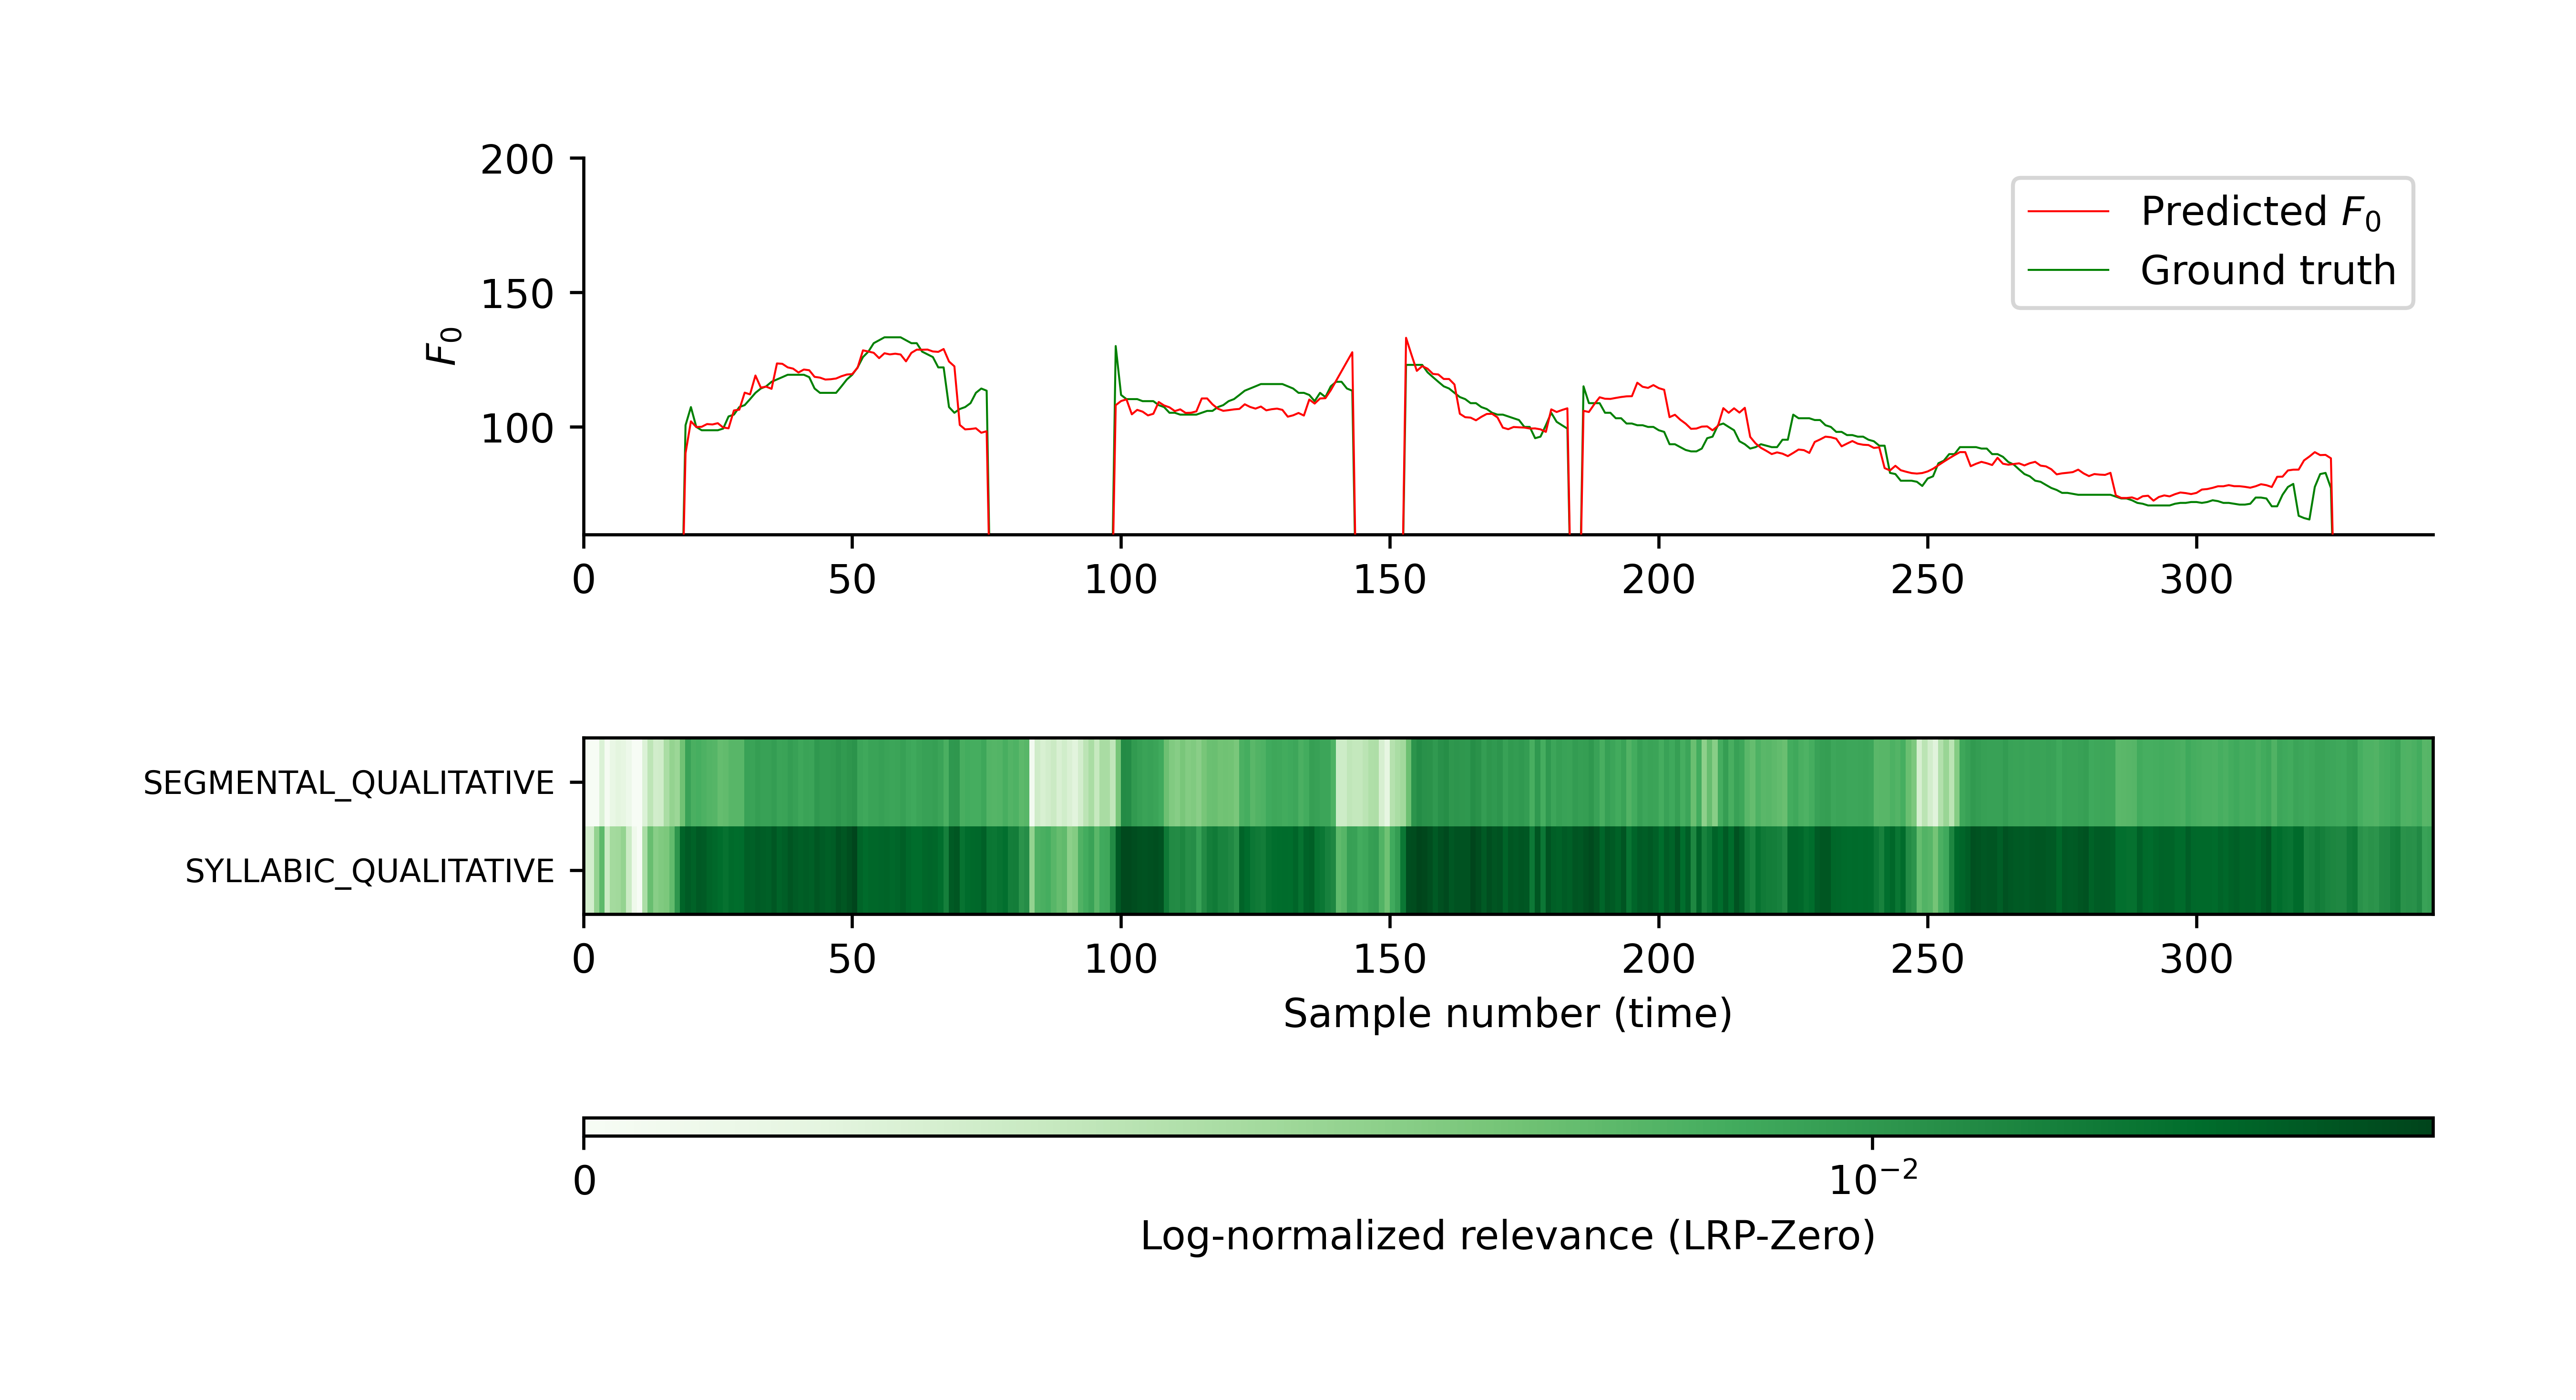 200
150
100
F₀
Predicted F₀
Ground truth
0 50 100 150 200 250 300
SEGMENTAL_QUALITATIVE
SYLLABIC_QUALITATIVE
0 50 100 150 200 250 300
Sample number (time)
0 10⁻²
Log-normalized relevance (LRP-Zero)